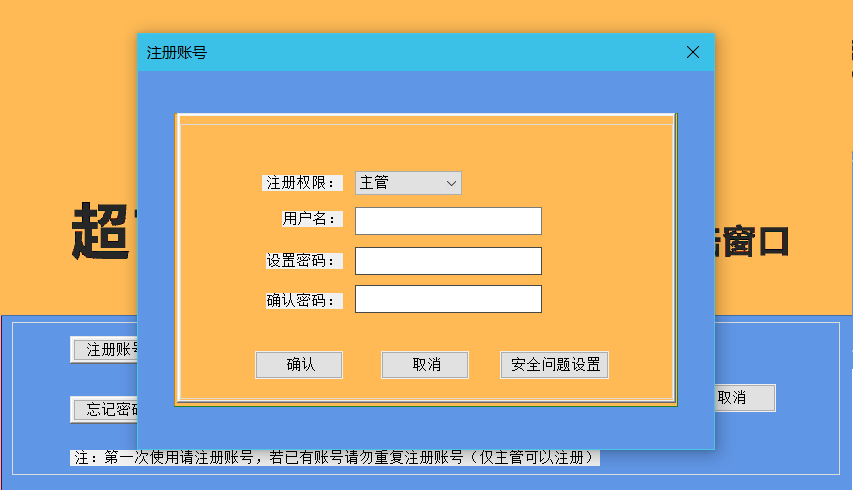 注册账号
注册权限：
主管
用户名：
设置密码：
确认密码：
确认
取消
安全问题设置
超
窗口
注册账号
忘记密码
取消
注：第一次使用请注册账号，若已有账号请勿重复注册账号（仅主管可以注册）